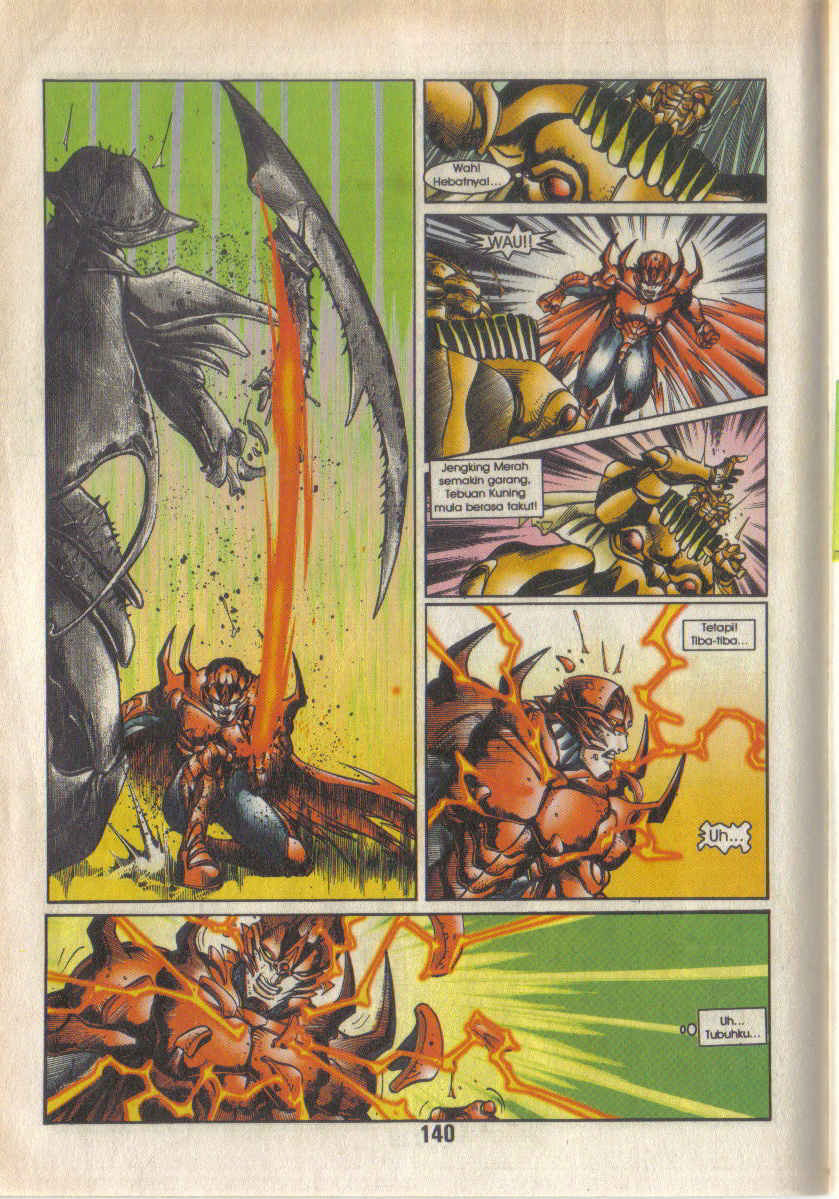 Wah!
Hebatnya!...
WAU!!
Jengking Merah
semakin garang,
Tebuan Kuning
mula berasa takut!
Tetapi!
Tiba-tiba...
Uh...
Uh...
Tubuhku...
140